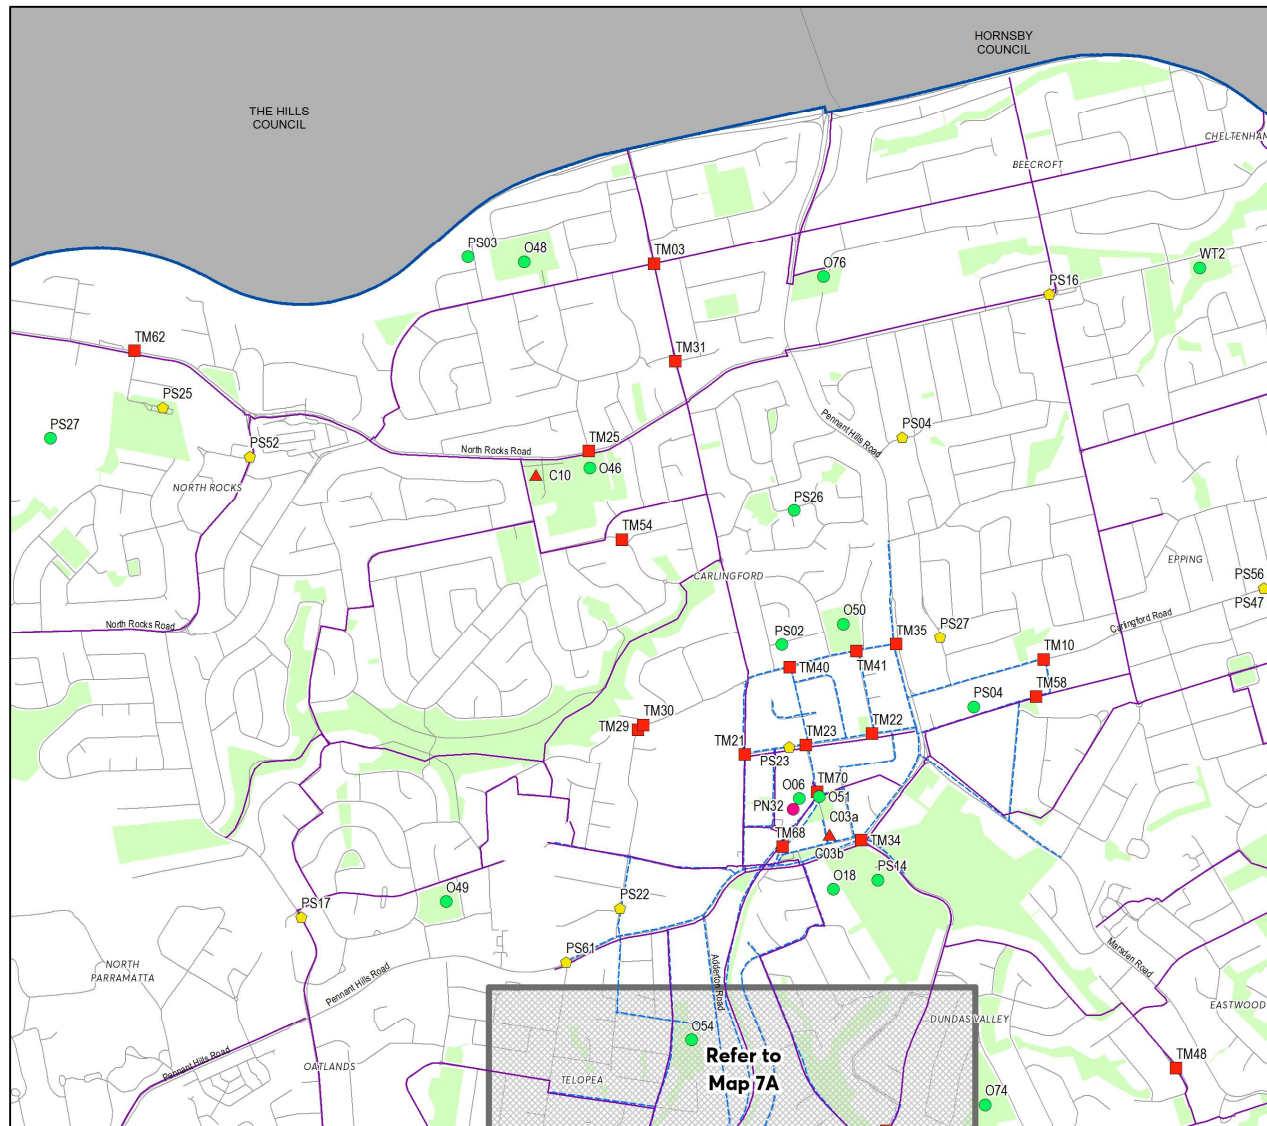 HORNSBY
COUNCIL
THE HILLS
COUNCIL
CHELTENHAM
BEECROFT
PS03
O48
TM03
O76
WT2
PS16
TM62
TM31
PS25
PS27
PS52
Pennant Hills Road
PS04
TM25
North Rocks Road
O46
C10
NORTH ROCKS
PS26
TM54
EPPING
CARLINGFORD
PS56
PS47
North Rocks Road
Carlingford Road
O50
PS02
TM35
PS27
TM41
TM10
TM40
TM58
PS04
TM30
TM29
TM22
TM23
TM21
PS23
TM70
O06
O51
PN32
C03a
TM68
TM34
C03b
PS14
O18
O49
PS22
PS17
PS61
Marsden Road
NORTH
PARRAMATTA
Pennant Hills Road
Adderton Road
EASTWOOD
DUNDAS VALLEY
O54
Refer to
Map 7A
Pennant Hills Road
OATLANDS
TELOPEA
TM48
O74